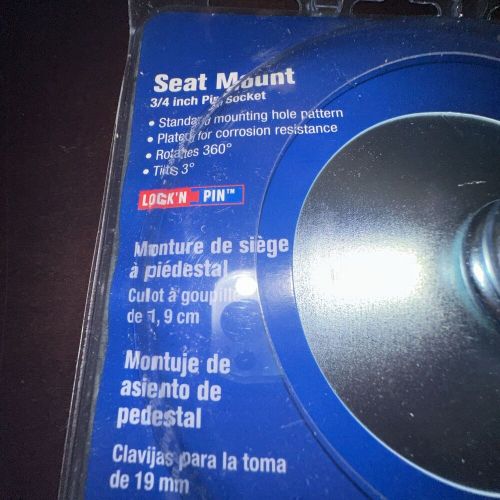 Seat Mount
3/4 inch Pin socket
• Standard mounting hole pattern
• Plated for corrosion resistance
• Rotates 360°
• Tilts 3°
LOCK'N PIN™
Monture de siège
à piédestal
Culot à goupille
de 1, 9 cm
Montuje de
asiento de
pedestal
Clavijas para la toma
de 19 mm